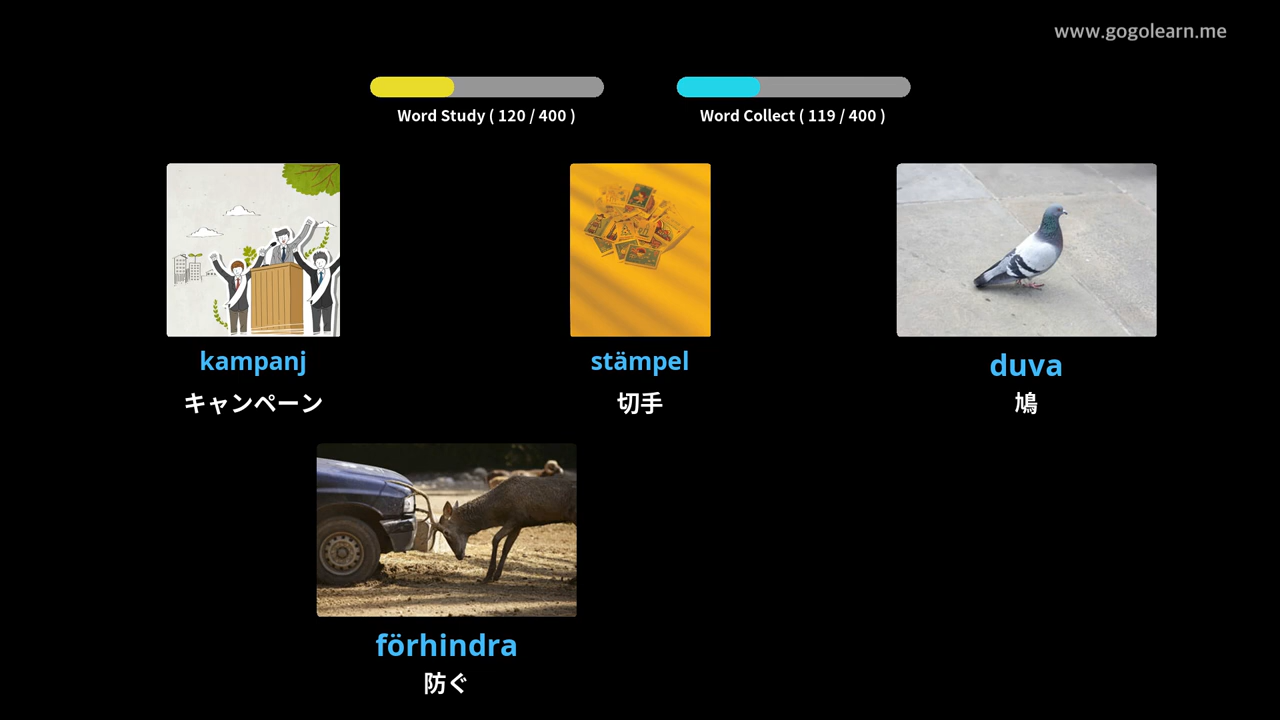 www.gogolearn.me
Word Study ( 120 / 400 )
Word Collect ( 119 / 400 )
kampanj
キャンペーン
stämpel
切手
duva
鳩
förhindra
防ぐ